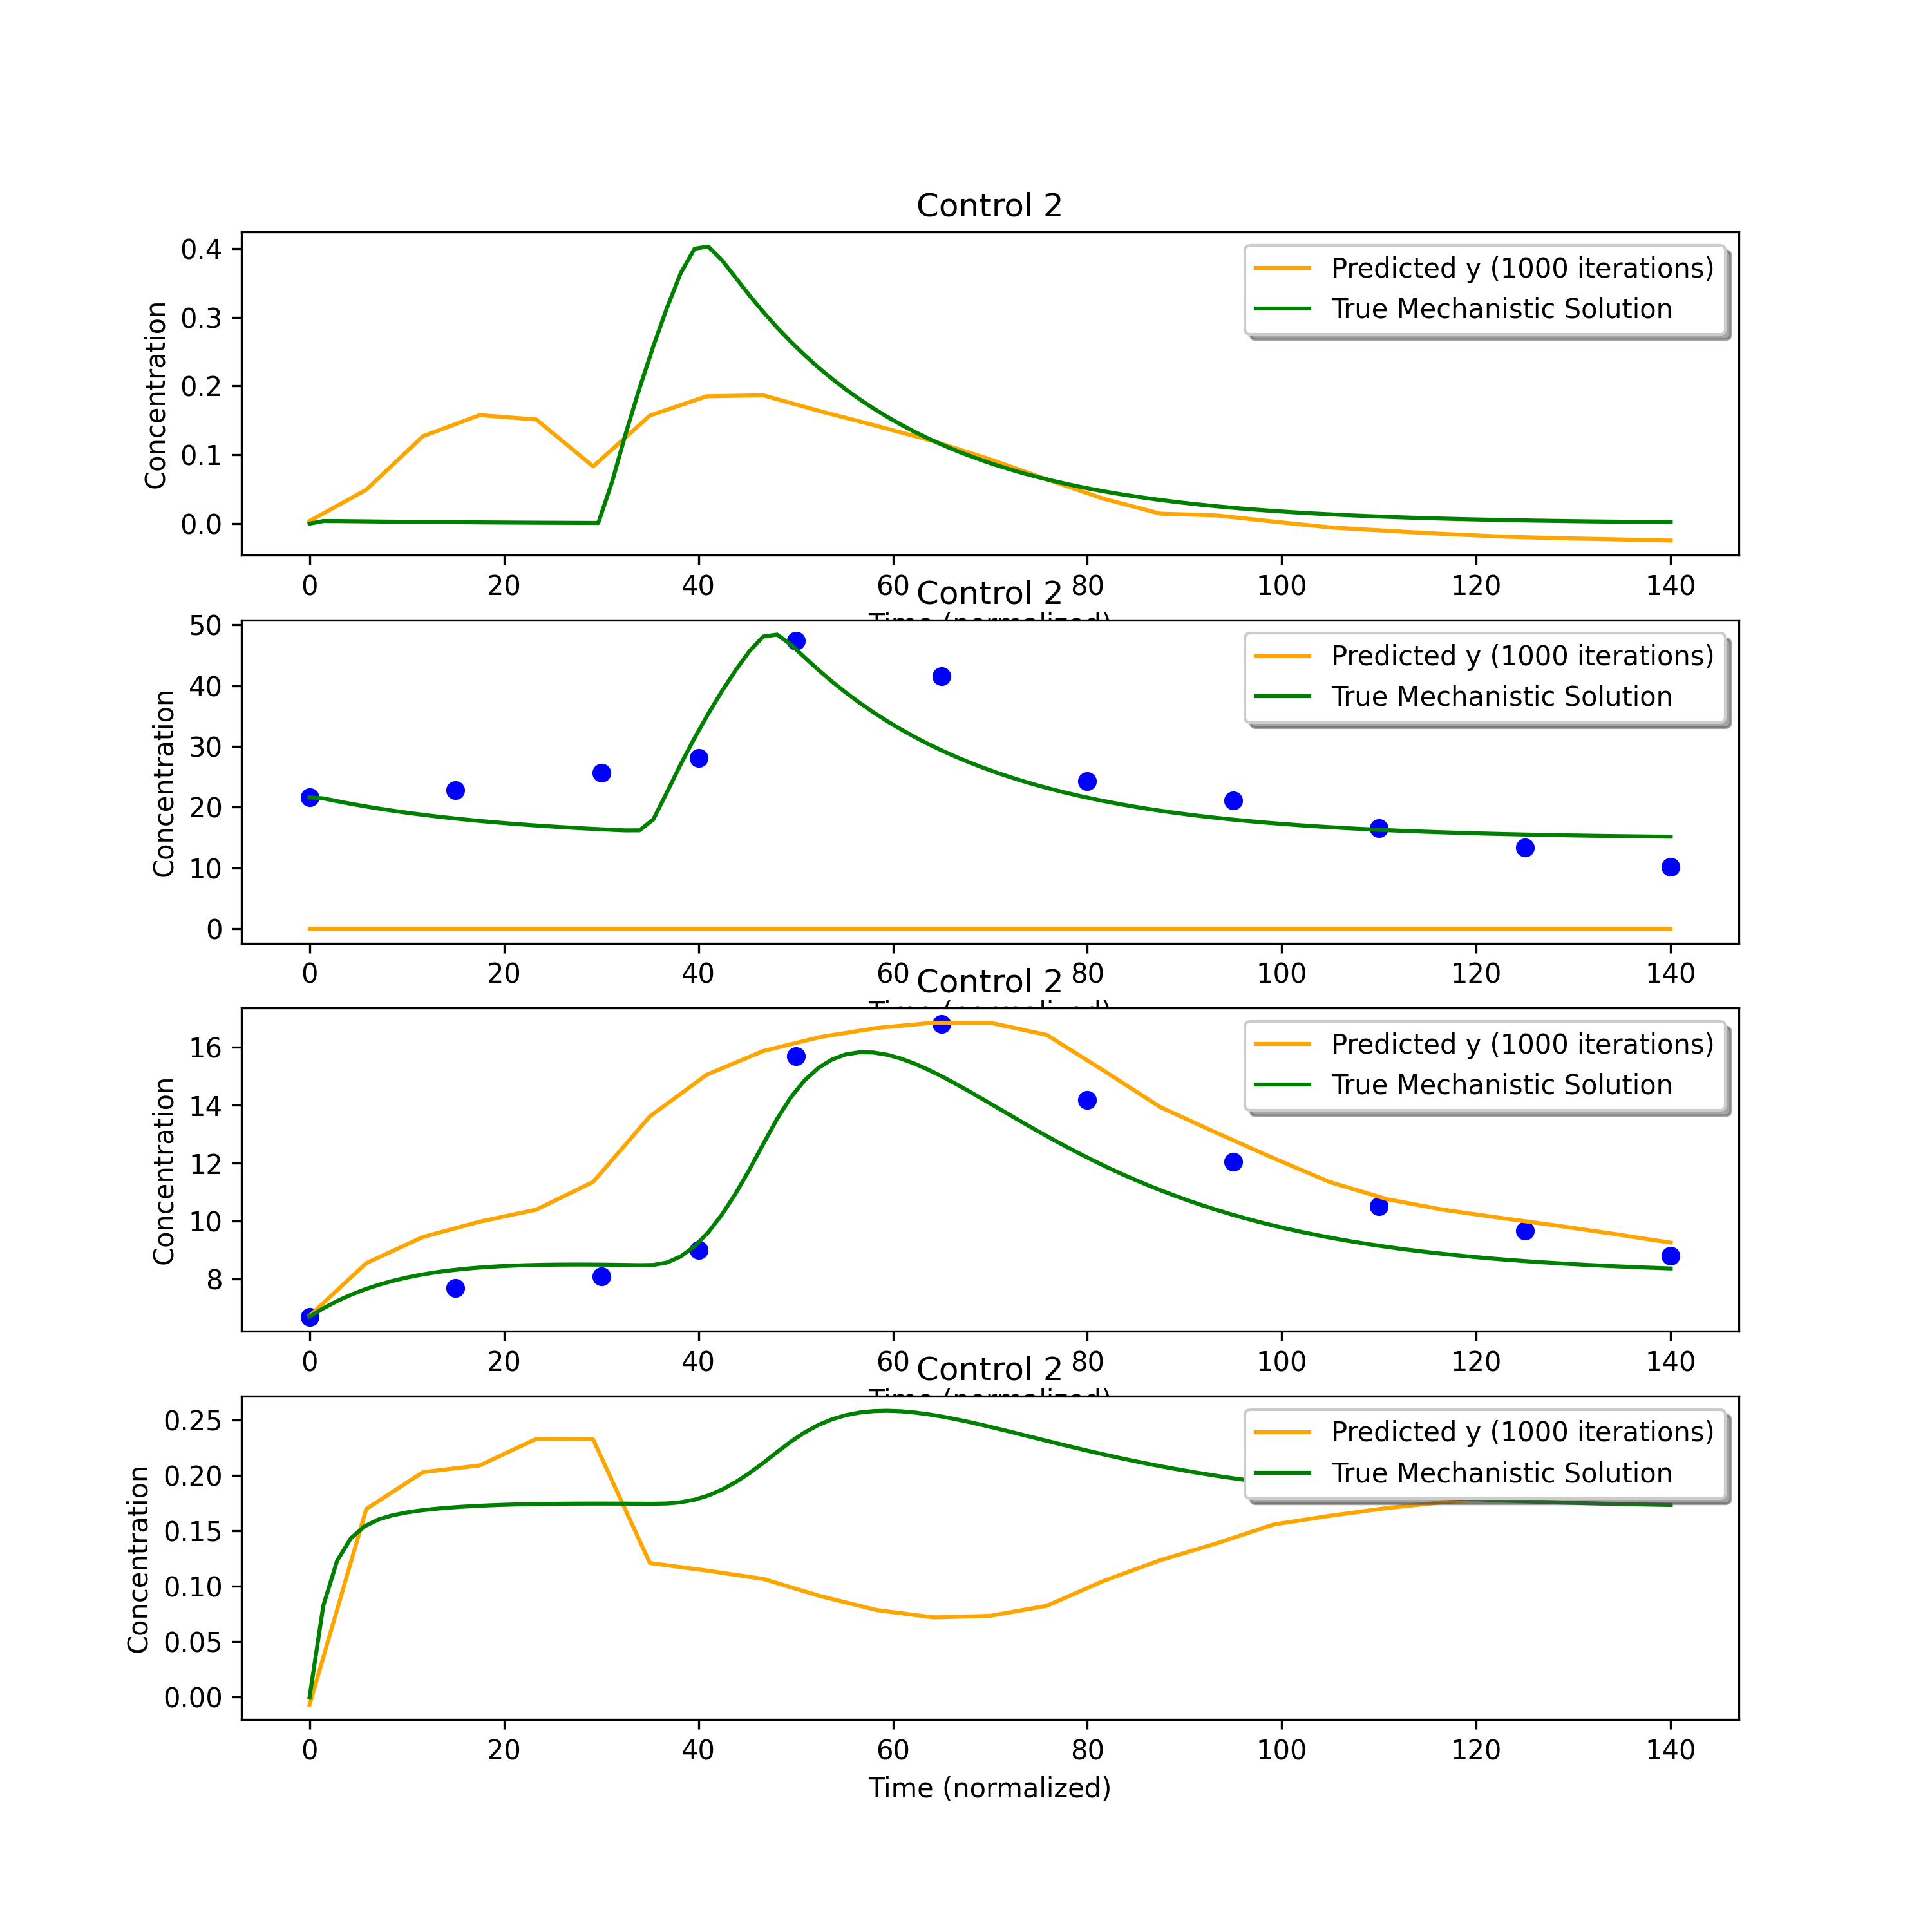 Control 2
Concentration
0.4
0.3
0.2
0.1
0.0
Predicted y (1000 iterations)
True Mechanistic Solution
0 20 40 60 80 100 120 140
Control 2
Concentration
50
40
30
20
10
0
Predicted y (1000 iterations)
True Mechanistic Solution
0 20 40 60 80 100 120 140
Control 2
Concentration
16
14
12
10
8
Predicted y (1000 iterations)
True Mechanistic Solution
0 20 40 60 80 100 120 140
Control 2
Concentration
0.25
0.20
0.15
0.10
0.05
0.00
Predicted y (1000 iterations)
True Mechanistic Solution
0 20 40 60 80 100 120 140
Time (normalized)